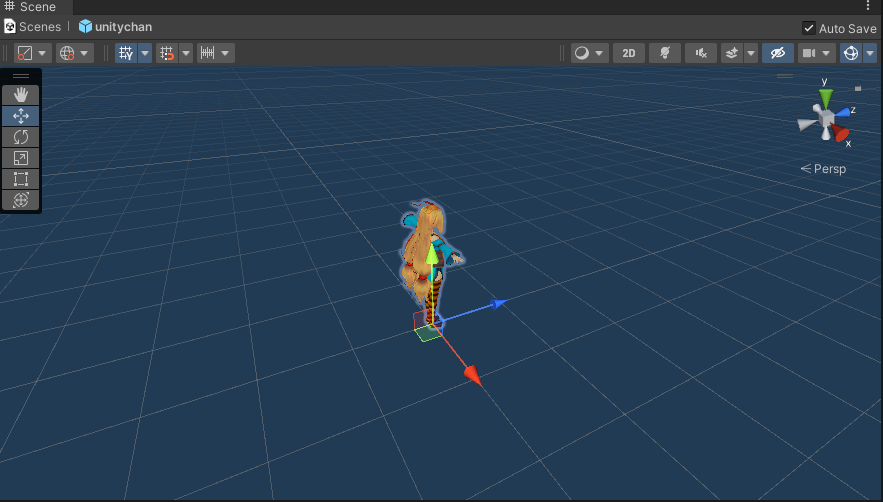 Scene
Scenes unitychan
Auto Save
2D
y
z
x
Persp